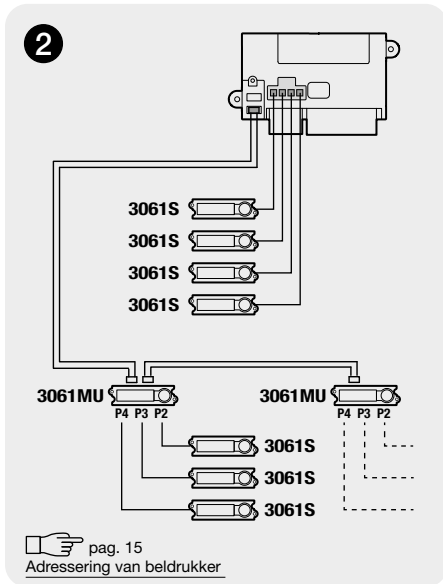 2
3061S
3061S
3061S
3061S
3061MU 3061MU
P4 P3 P2 P4 P3 P2
3061S
3061S
3061S
pag. 15
Adressering van beldrukker